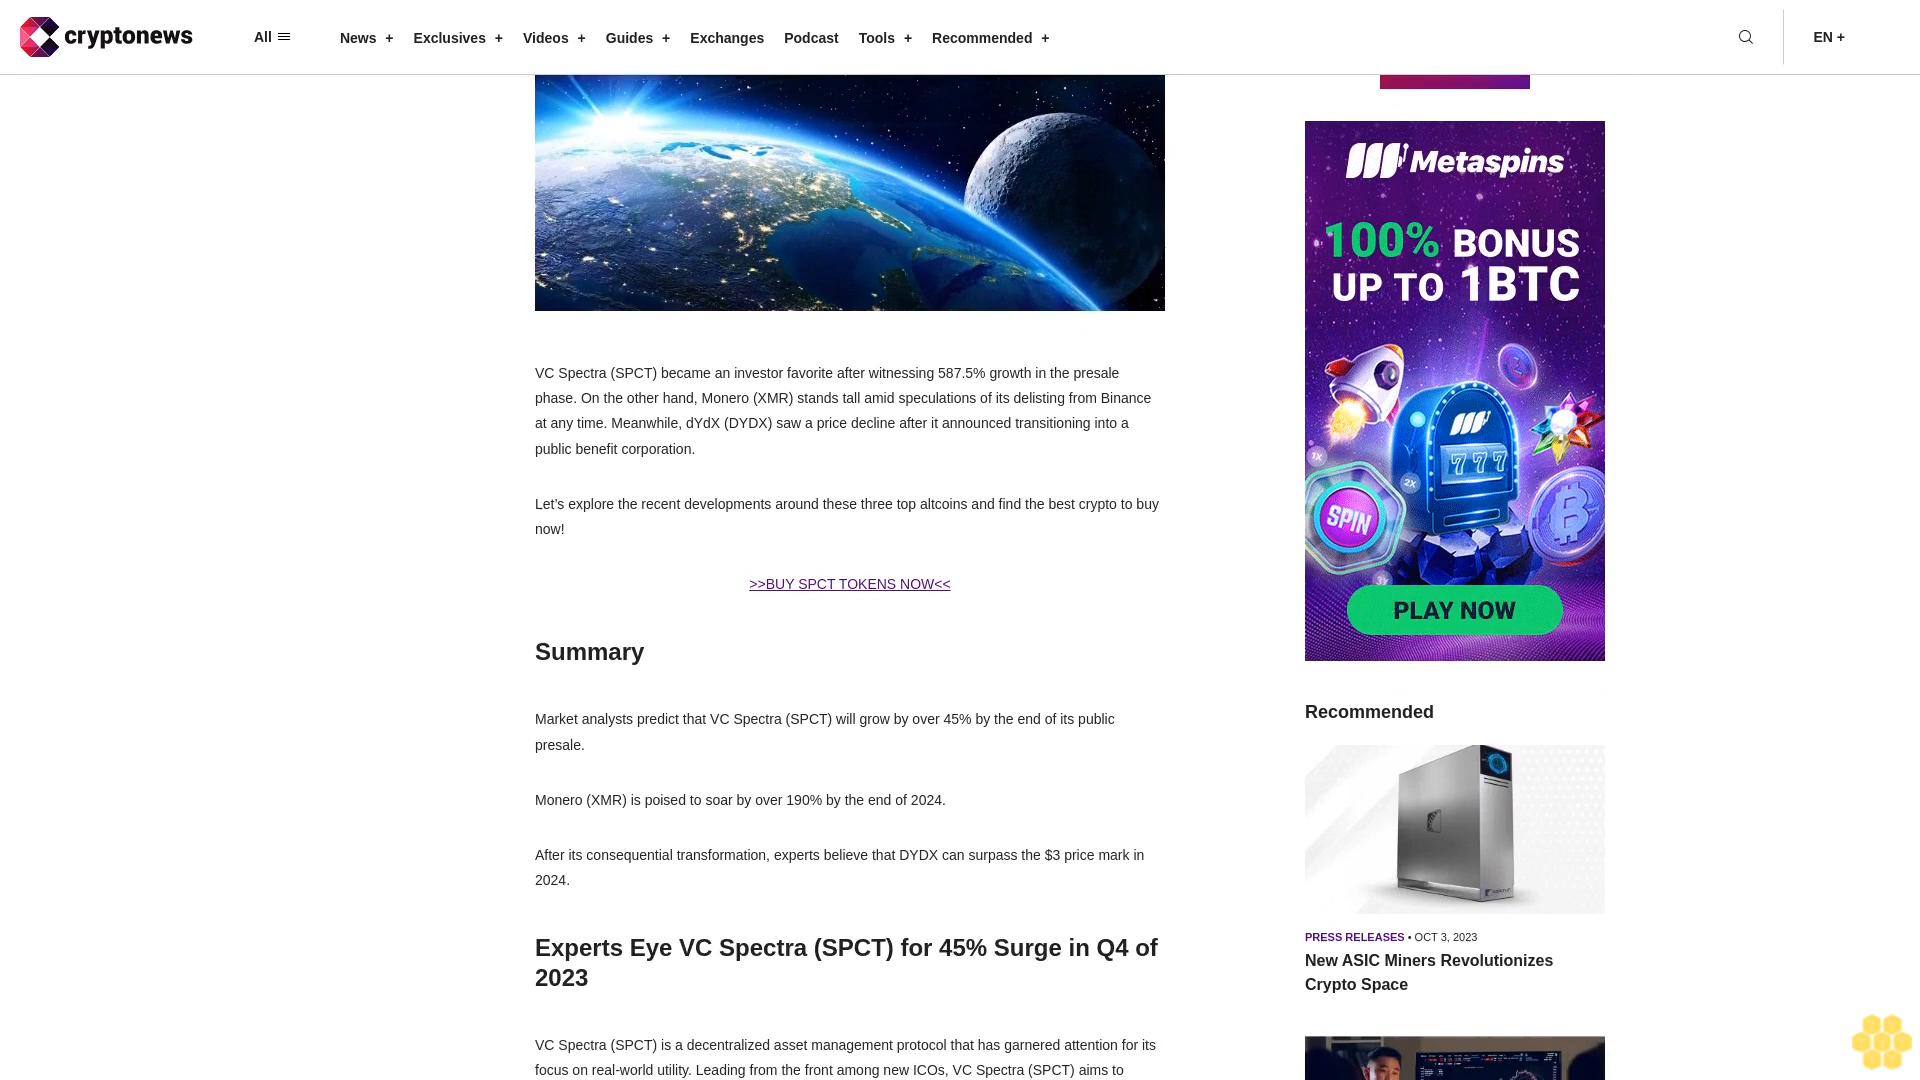 cryptonews
All
News +
Exclusives +
Videos +
Guides +
Exchanges
Podcast
Tools +
Recommended +
EN +
VC Spectra (SPCT) became an investor favorite after witnessing 587.5% growth in the presale
phase. On the other hand, Monero (XMR) stands tall amid speculations of its delisting from Binance
at any time. Meanwhile, dYdX (DYDX) saw a price decline after it announced transitioning into a
public benefit corporation.
Let’s explore the recent developments around these three top altcoins and find the best crypto to buy
now!
>>BUY SPCT TOKENS NOW<<
Summary
Market analysts predict that VC Spectra (SPCT) will grow by over 45% by the end of its public
presale.
Monero (XMR) is poised to soar by over 190% by the end of 2024.
After its consequential transformation, experts believe that DYDX can surpass the $3 price mark in
2024.
Experts Eye VC Spectra (SPCT) for 45% Surge in Q4 of
2023
VC Spectra (SPCT) is a decentralized asset management protocol that has garnered attention for its
focus on real-world utility. Leading from the front among new ICOs, VC Spectra (SPCT) aims to
Metaspins
100% BONUS
UP TO 1BTC
1X
777
2X
SPIN
3X
PLAY NOW
Recommended
PRESS RELEASES • OCT 3, 2023
New ASIC Miners Revolutionizes
Crypto Space